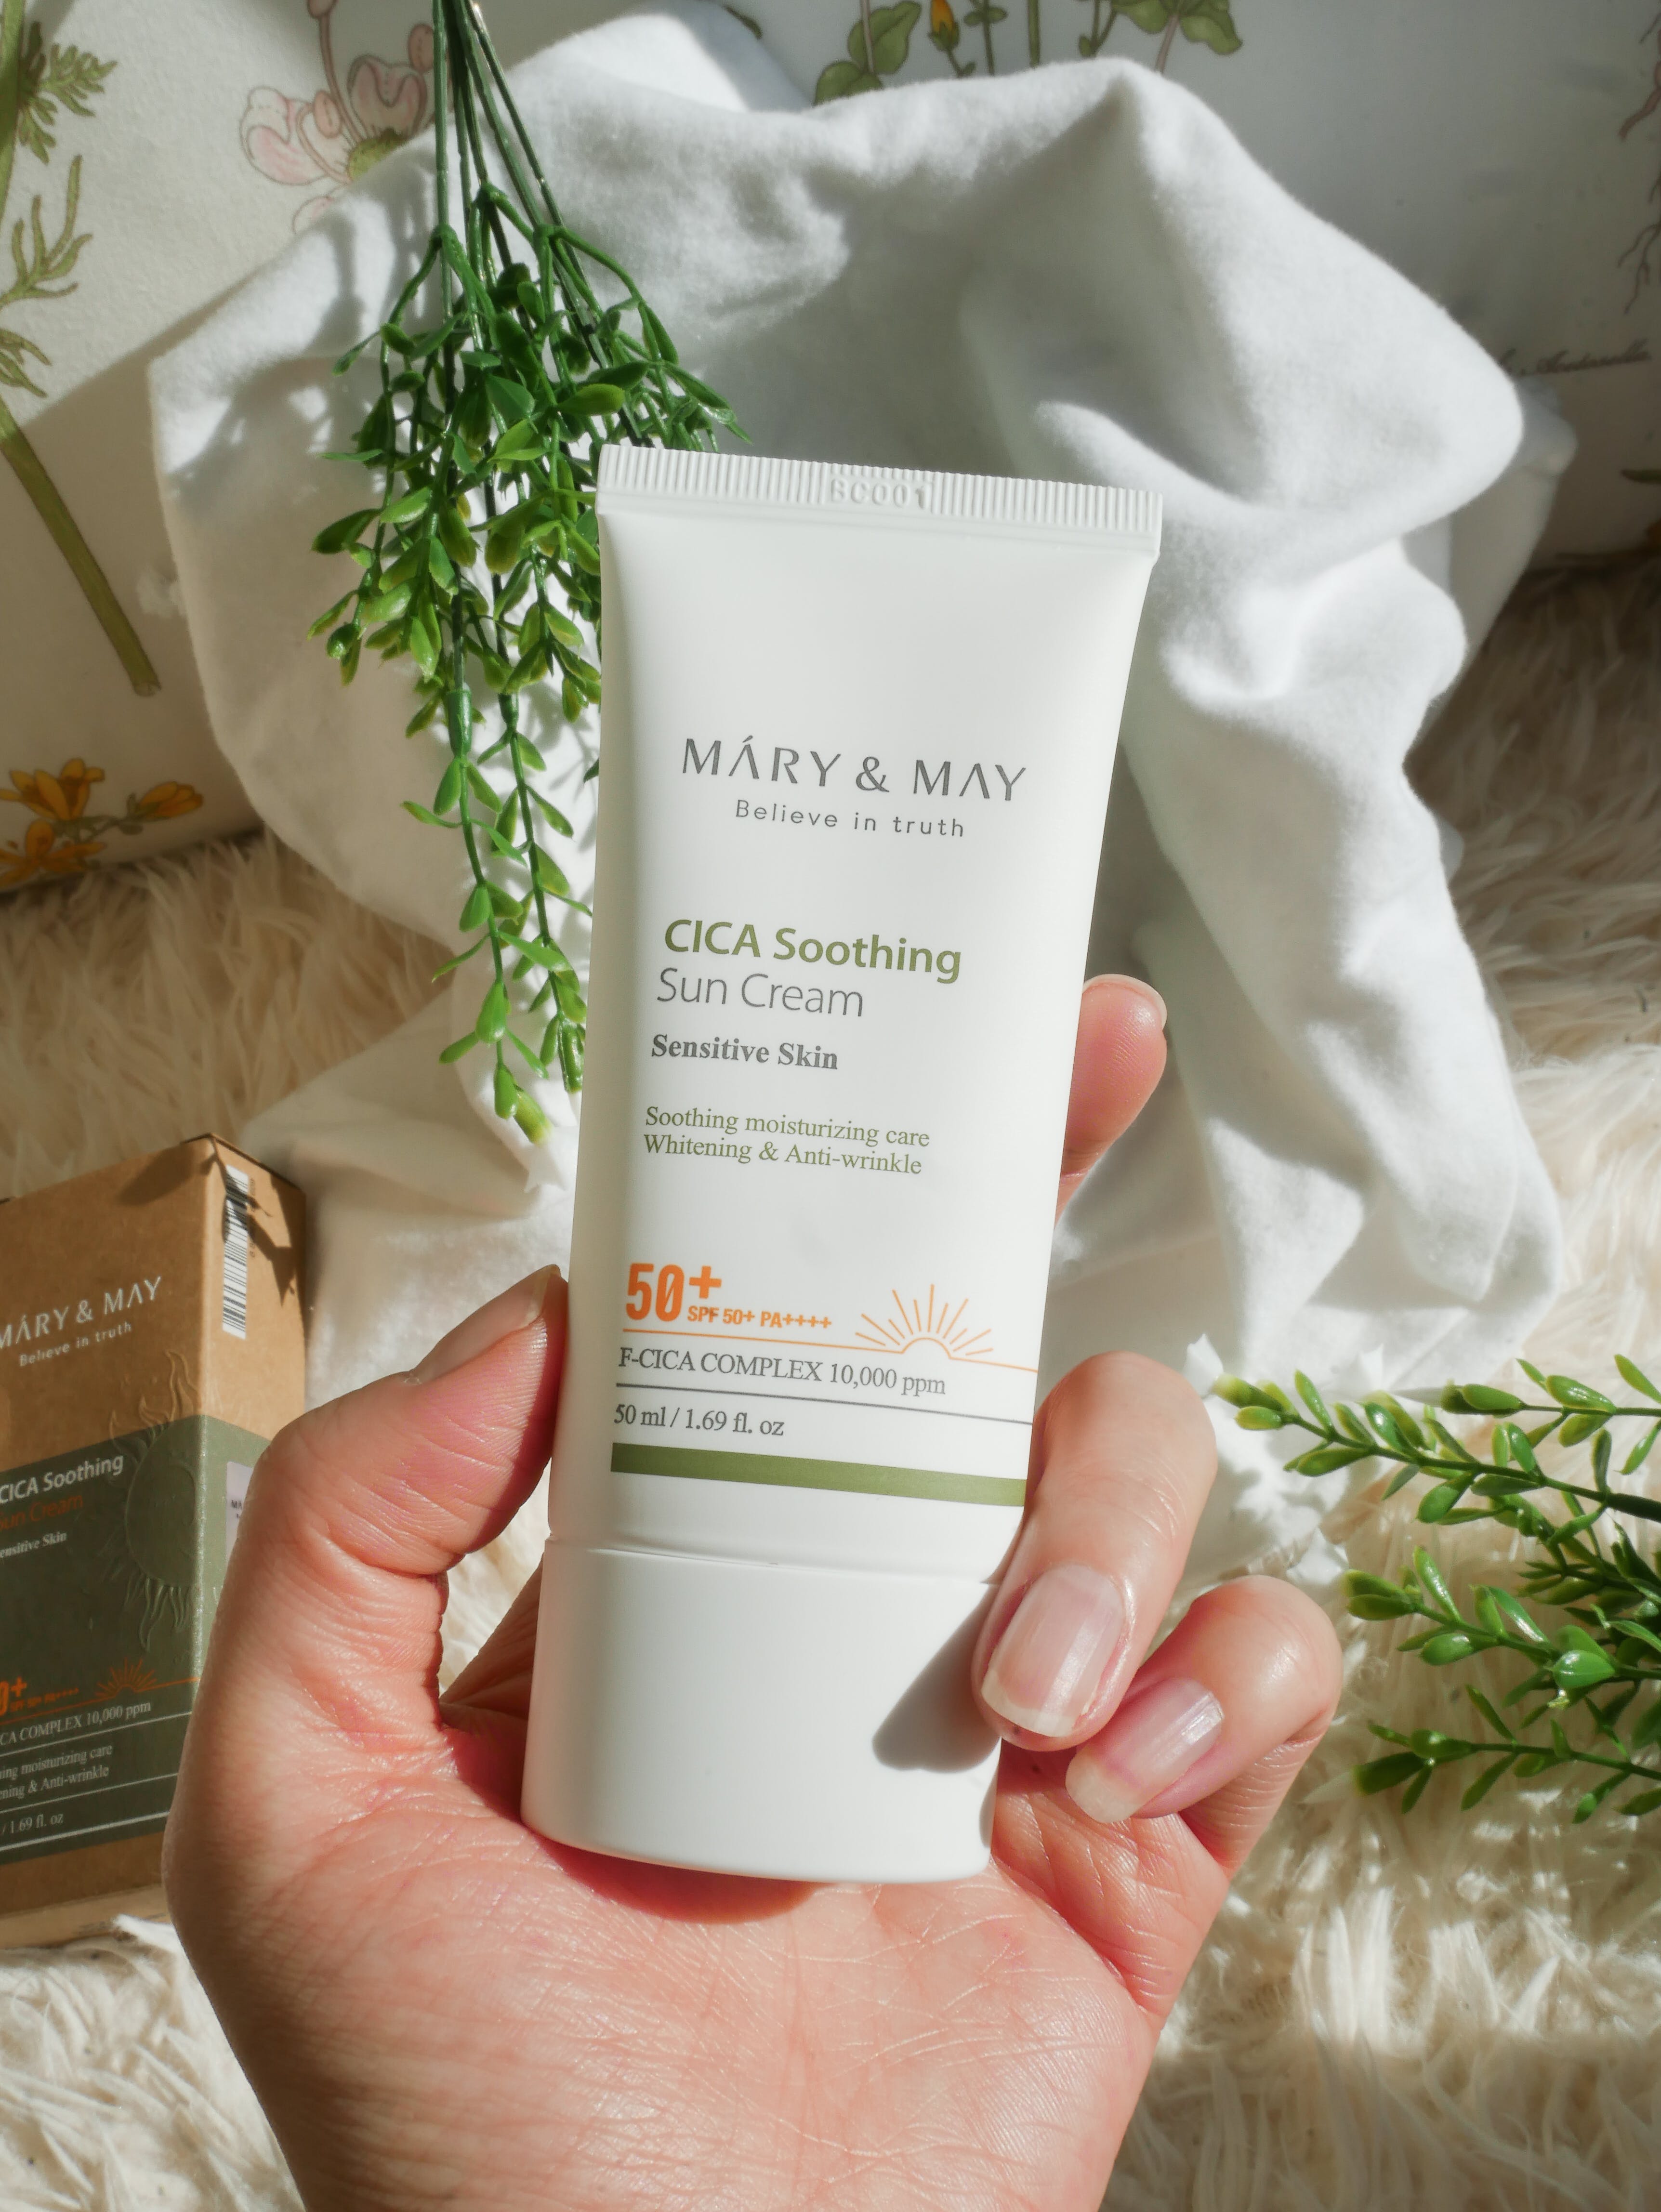 BC001
MÁRY & MAY
Believe in truth
CICA Soothing
Sun Cream
Sensitive Skin
Soothing moisturizing care
Whitening & Anti-wrinkle
50+
SPF 50+ PA++++
F-CICA COMPLEX 10,000 ppm
50 ml / 1.69 fl. oz
MÁRY & MAY
Believe in truth
CICA Soothing
Sun Cream
Skin
COMPLEX 10,000 ppm
moisturizing care
& Anti-wrinkle
/ 1.69 fl. oz